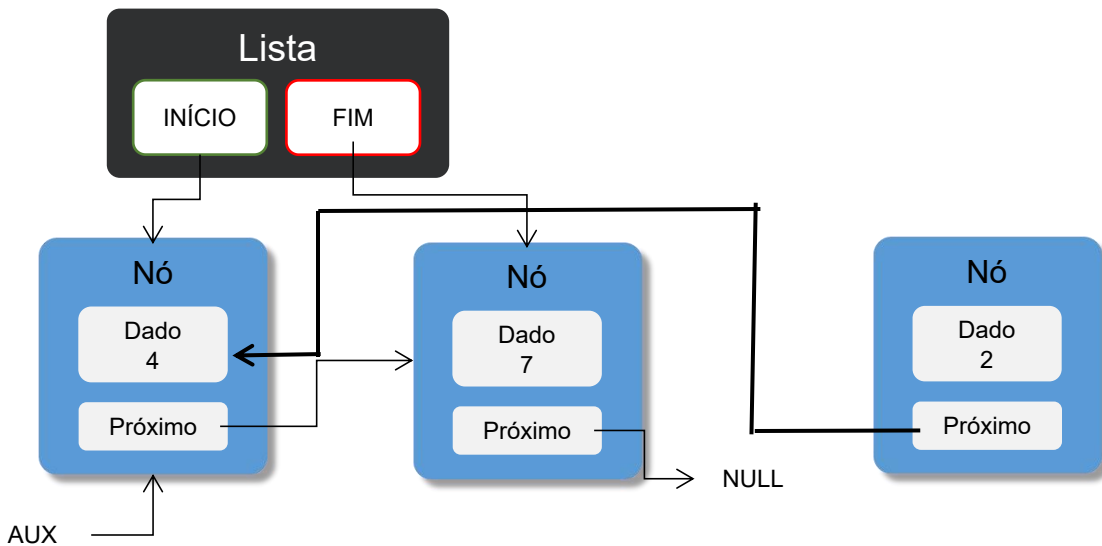 Lista
INÍCIO
FIM
Nó
Dado
4
Próximo
Nó
Dado
7
Próximo
Nó
Dado
2
Próximo
NULL
AUX